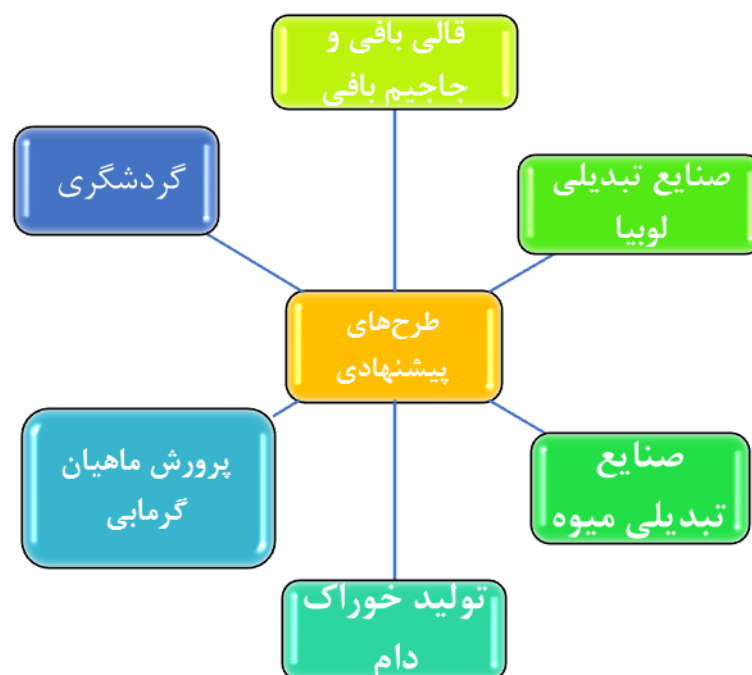 قالی بافی و
جاجیم بافی
صنایع تبدیلی
لوبیا
گردشگری
طرح‌های
پیشنهادی
صنایع
تبدیلی میوه
پرورش ماهیان
گرمابی
تولید خوراک
دام